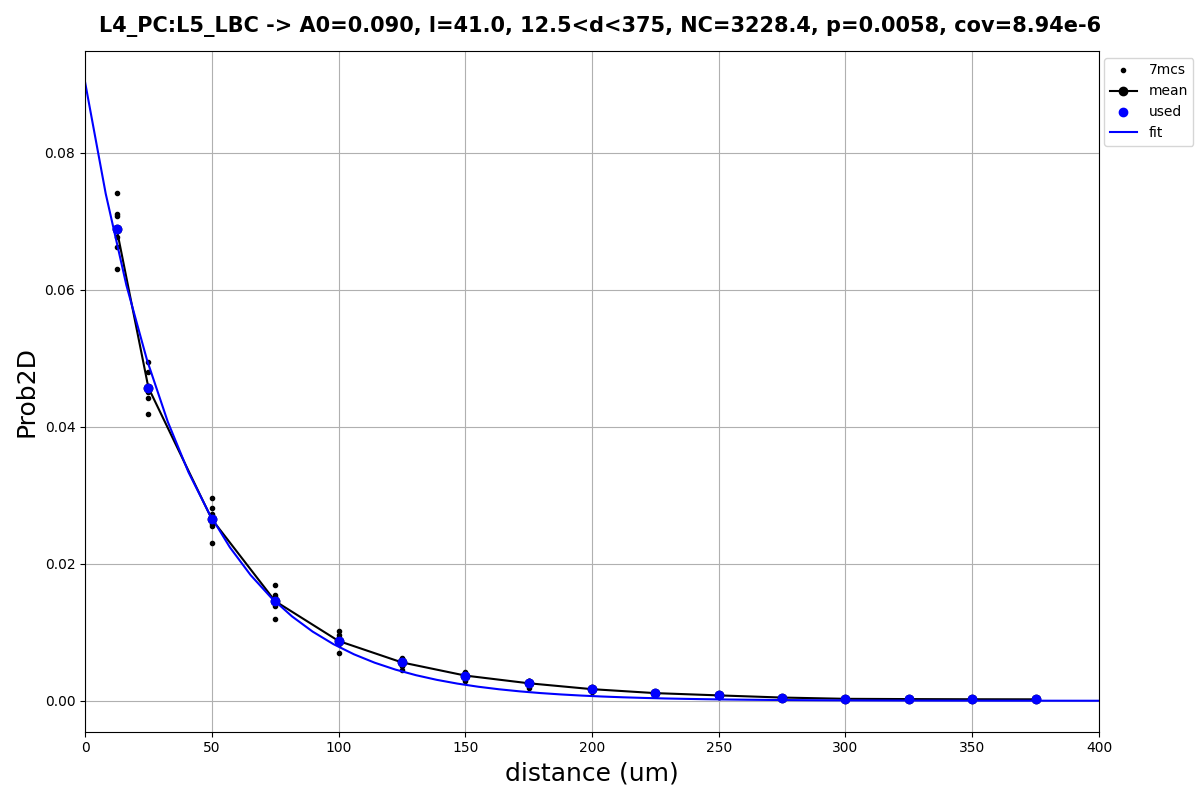 L4_PC:L5_LBC -> A0=0.090, l=41.0, 12.5<d<375, NC=3228.4, p=0.0058, cov=8.94e-6
7mcs
mean
used
fit
0.08
0.06
0.04
0.02
0.00
Prob2D
0 50 100 150 200 250 300 350 400
distance (um)